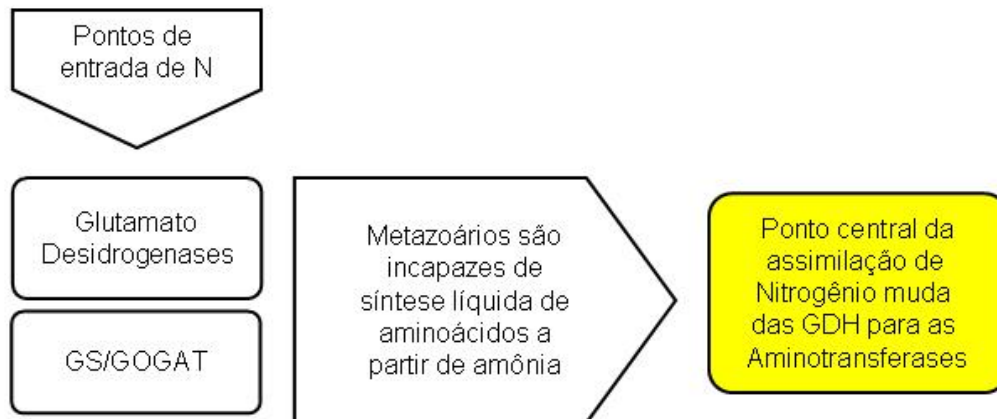 Pontos de
entrada de N
Glutamato
Desidrogenases
GS/GOGAT
Metazoários são
incapazes de
síntese líquida de
aminoácidos a
partir de amônia
Ponto central da
assimilação de
Nitrogênio muda
das GDH para as
Aminotransferases